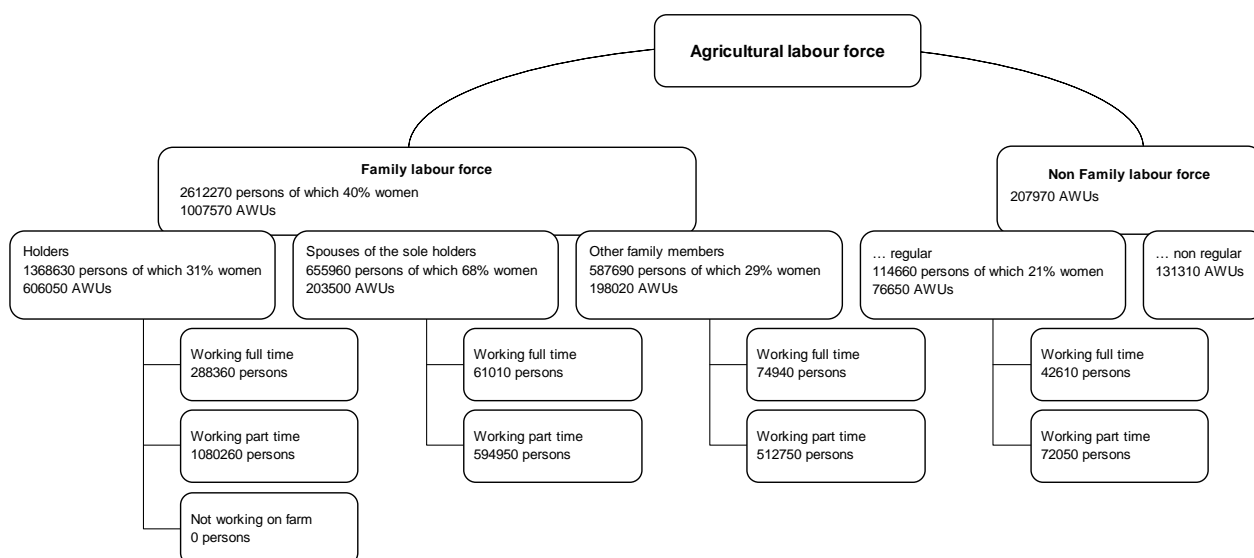 Agricultural labour force
Family labour force
2612270 persons of which 40% women
1007570 AWUs
Non Family labour force
207970 AWUs
Holders
1368630 persons of which 31% women
606050 AWUs
Spouses of the sole holders
655960 persons of which 68% women
203500 AWUs
Other family members
587690 persons of which 29% women
198020 AWUs
... regular
114660 persons of which 21% women
76650 AWUs
... non regular
131310 AWUs
Working full time
288360 persons
Working full time
61010 persons
Working full time
74940 persons
Working full time
42610 persons
Working part time
1080260 persons
Working part time
594950 persons
Working part time
512750 persons
Working part time
72050 persons
Not working on farm
0 persons